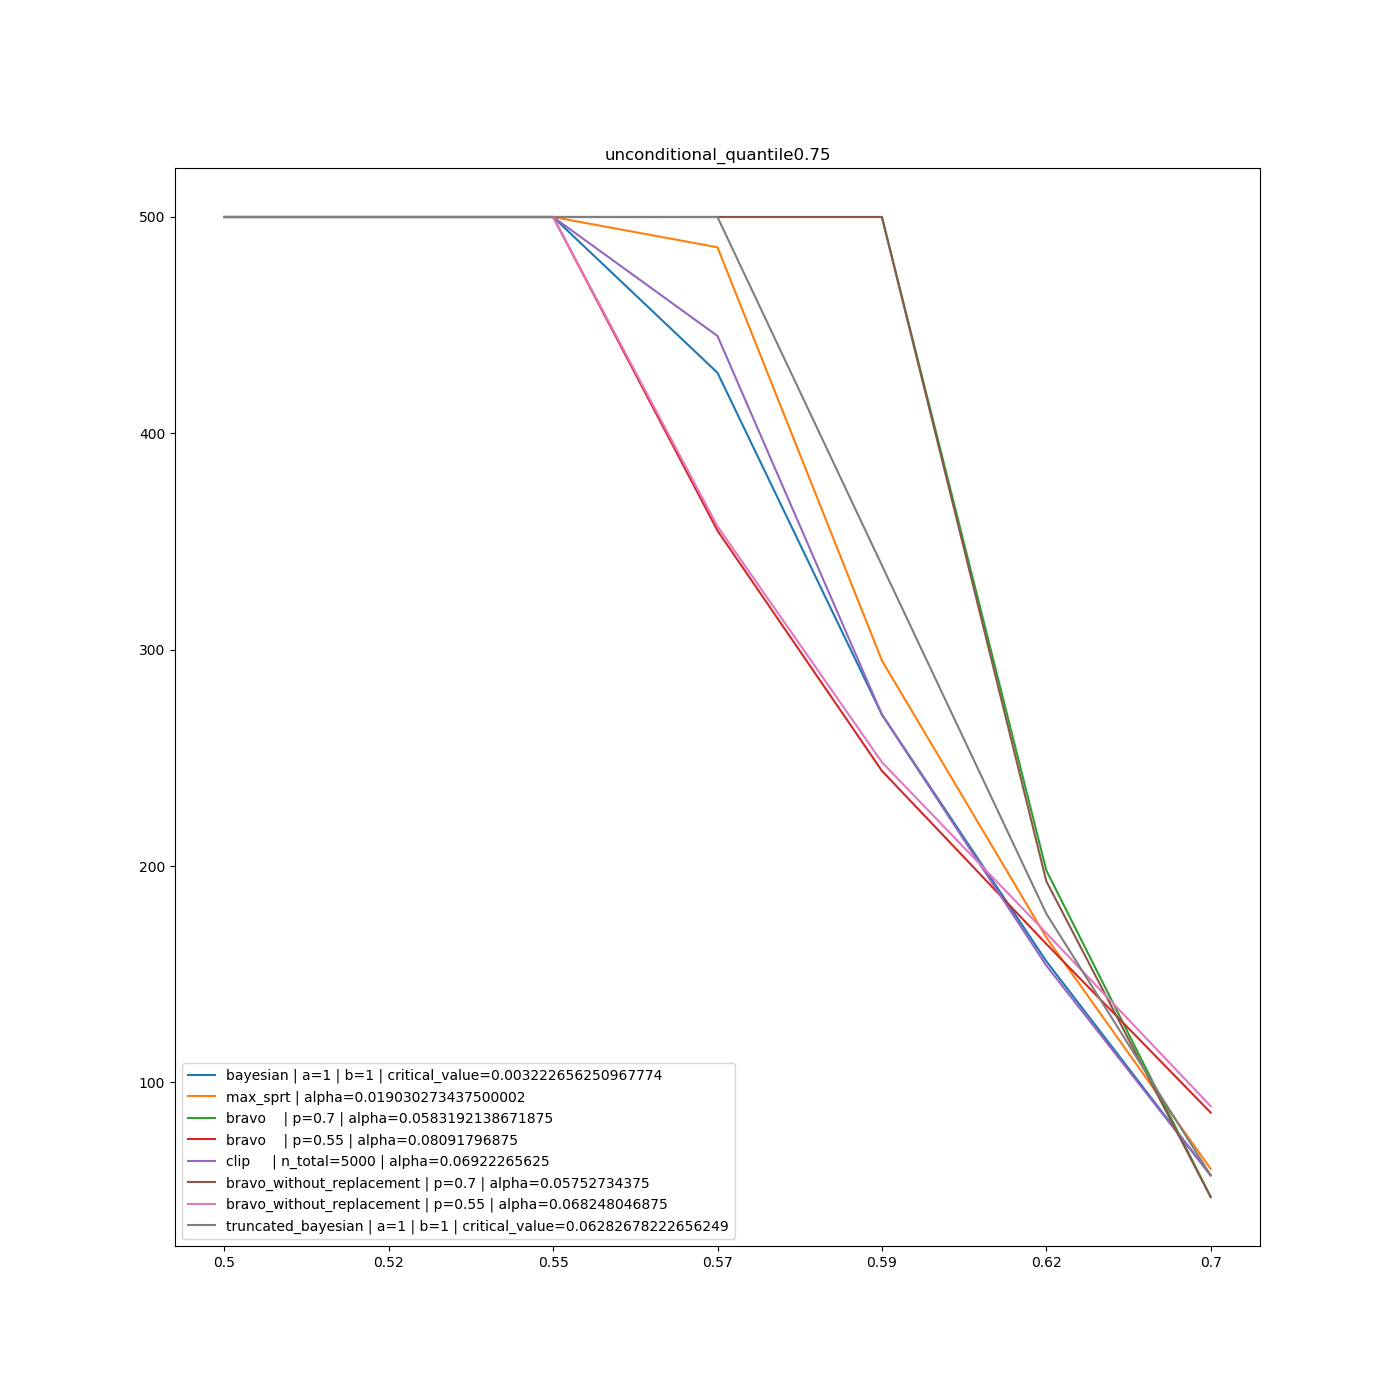 unconditional_quantile0.75
500
400
300
200
100
bayesian | a=1 | b=1 | critical_value=0.003222656250967774
max_sprt | alpha=0.019030273437500002
bravo    | p=0.7 | alpha=0.0583192138671875
bravo    | p=0.55 | alpha=0.08091796875
clip     | n_total=5000 | alpha=0.06922265625
bravo_without_replacement | p=0.7 | alpha=0.05752734375
bravo_without_replacement | p=0.55 | alpha=0.068248046875
truncated_bayesian | a=1 | b=1 | critical_value=0.06282678222656249
0.5 0.52 0.55 0.57 0.59 0.62 0.7